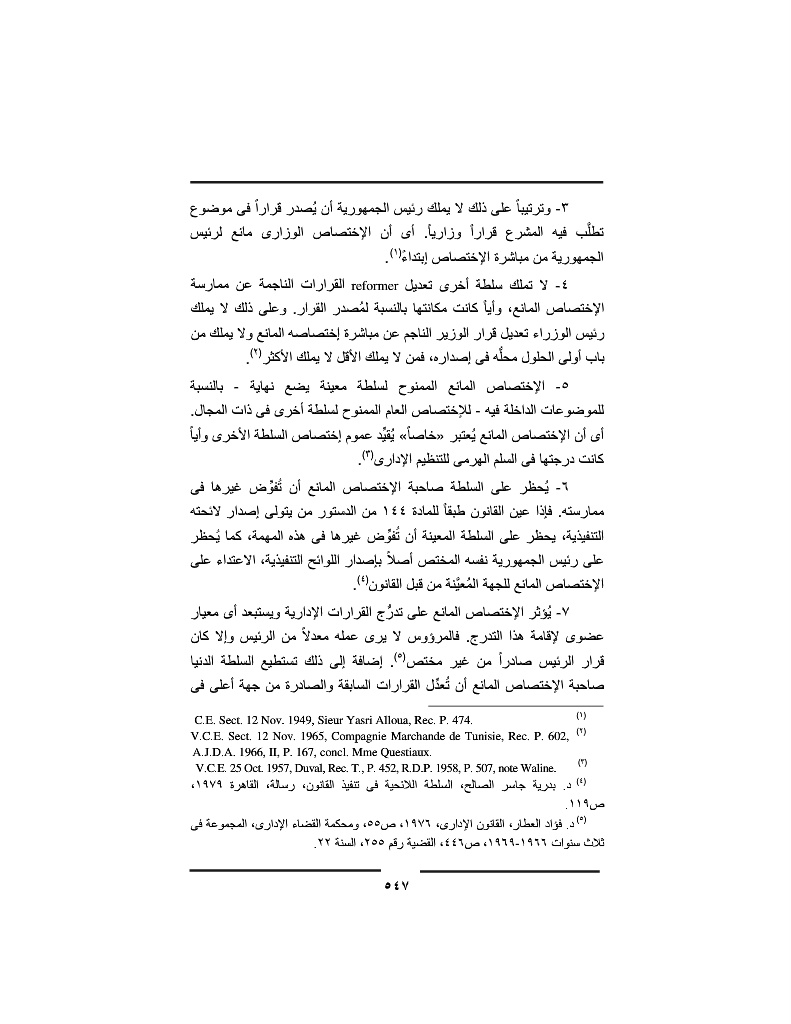 ٣- وترتيباً على ذلك لا يملك رئيس الجمهورية أن يُصدر قراراً فى موضوع
تطلَّب فيه المشرع قراراً وزارياً. أى أن الإختصاص الوزارى مانع لرئيس
الجمهورية من مباشرة الإختصاص إبتداءً(١).
٤- لا تملك سلطة أخرى تعديل reformer القرارات الناجمة عن ممارسة
الإختصاص المانع، وأياً كانت مكانتها بالنسبة لمُصدر القرار. وعلى ذلك لا يملك
رئيس الوزراء تعديل قرار الوزير الناجم عن مباشرة إختصاصه المانع ولا يملك من
باب أولى الحلول محلَّه فى إصداره، فمن لا يملك الأقل لا يملك الأكثر(٢).
٥- الإختصاص المانع الممنوح لسلطة معينة يضع نهاية - بالنسبة
للموضوعات الداخلة فيه - للإختصاص العام الممنوح لسلطة أخرى فى ذات المجال.
أى أن الإختصاص المانع يُعتبر «خاصاً» يُقيِّد عموم إختصاص السلطة الأخرى وأياً
كانت درجتها فى السلم الهرمى للتنظيم الإدارى(٣).
٦- يُحظر على السلطة صاحبة الإختصاص المانع أن تُفوِّض غيرها فى
ممارسته. فإذا عين القانون طبقاً للمادة ١٤٤ من الدستور من يتولى إصدار لائحته
التنفيذية، يحظر على السلطة المعينة أن تُفوِّض غيرها فى هذه المهمة، كما يُحظر
على رئيس الجمهورية نفسه المختص أصلاً بإصدار اللوائح التنفيذية، الاعتداء على
الإختصاص المانع للجهة المُعيَّنة من قبل القانون(٤).
٧- يُؤثر الإختصاص المانع على تدرُّج القرارات الإدارية ويستبعد أى معيار
عضوى لإقامة هذا التدرج. فالمرؤوس لا يرى عمله معدلاً من الرئيس وإلا كان
قرار الرئيس صادراً من غير مختص(٥). إضافة إلى ذلك تستطيع السلطة الدنيا
صاحبة الإختصاص المانع أن تُعدِّل القرارات السابقة والصادرة من جهة أعلى فى
(١) C.E. Sect. 12 Nov. 1949, Sieur Yasri Alloua, Rec. P. 474.
(٢) V.C.E. Sect. 12 Nov. 1965, Compagnie Marchande de Tunisie, Rec. P. 602,
A.J.D.A. 1966, II, P. 167, concl. Mme Questiaux.
(٣) V.C.E. 25 Oct. 1957, Duval, Rec. T., P. 452, R.D.P. 1958, P. 507, note Waline.
(٤) د. بدرية جاسر الصالح، السلطة اللائحية فى تنفيذ القانون، رسالة، القاهرة ١٩٧٩،
ص١١٩.
(٥) د. فؤاد العطار، القانون الإدارى، ١٩٧٦، ص٥٥، ومحكمة القضاء الإدارى، المجموعة فى
ثلاث سنوات ١٩٦٦-١٩٦٩، ص٤٤٦، القضية رقم ٢٥٥، السنة ٢٢.
٥٤٧